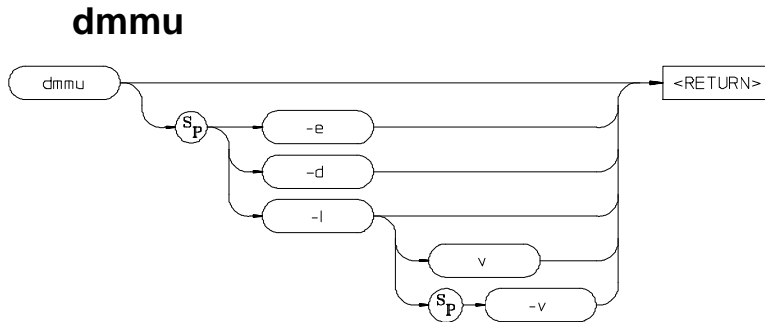 dmmu
dmmu <RETURN>
SP -e
-d
-l
v
SP -v